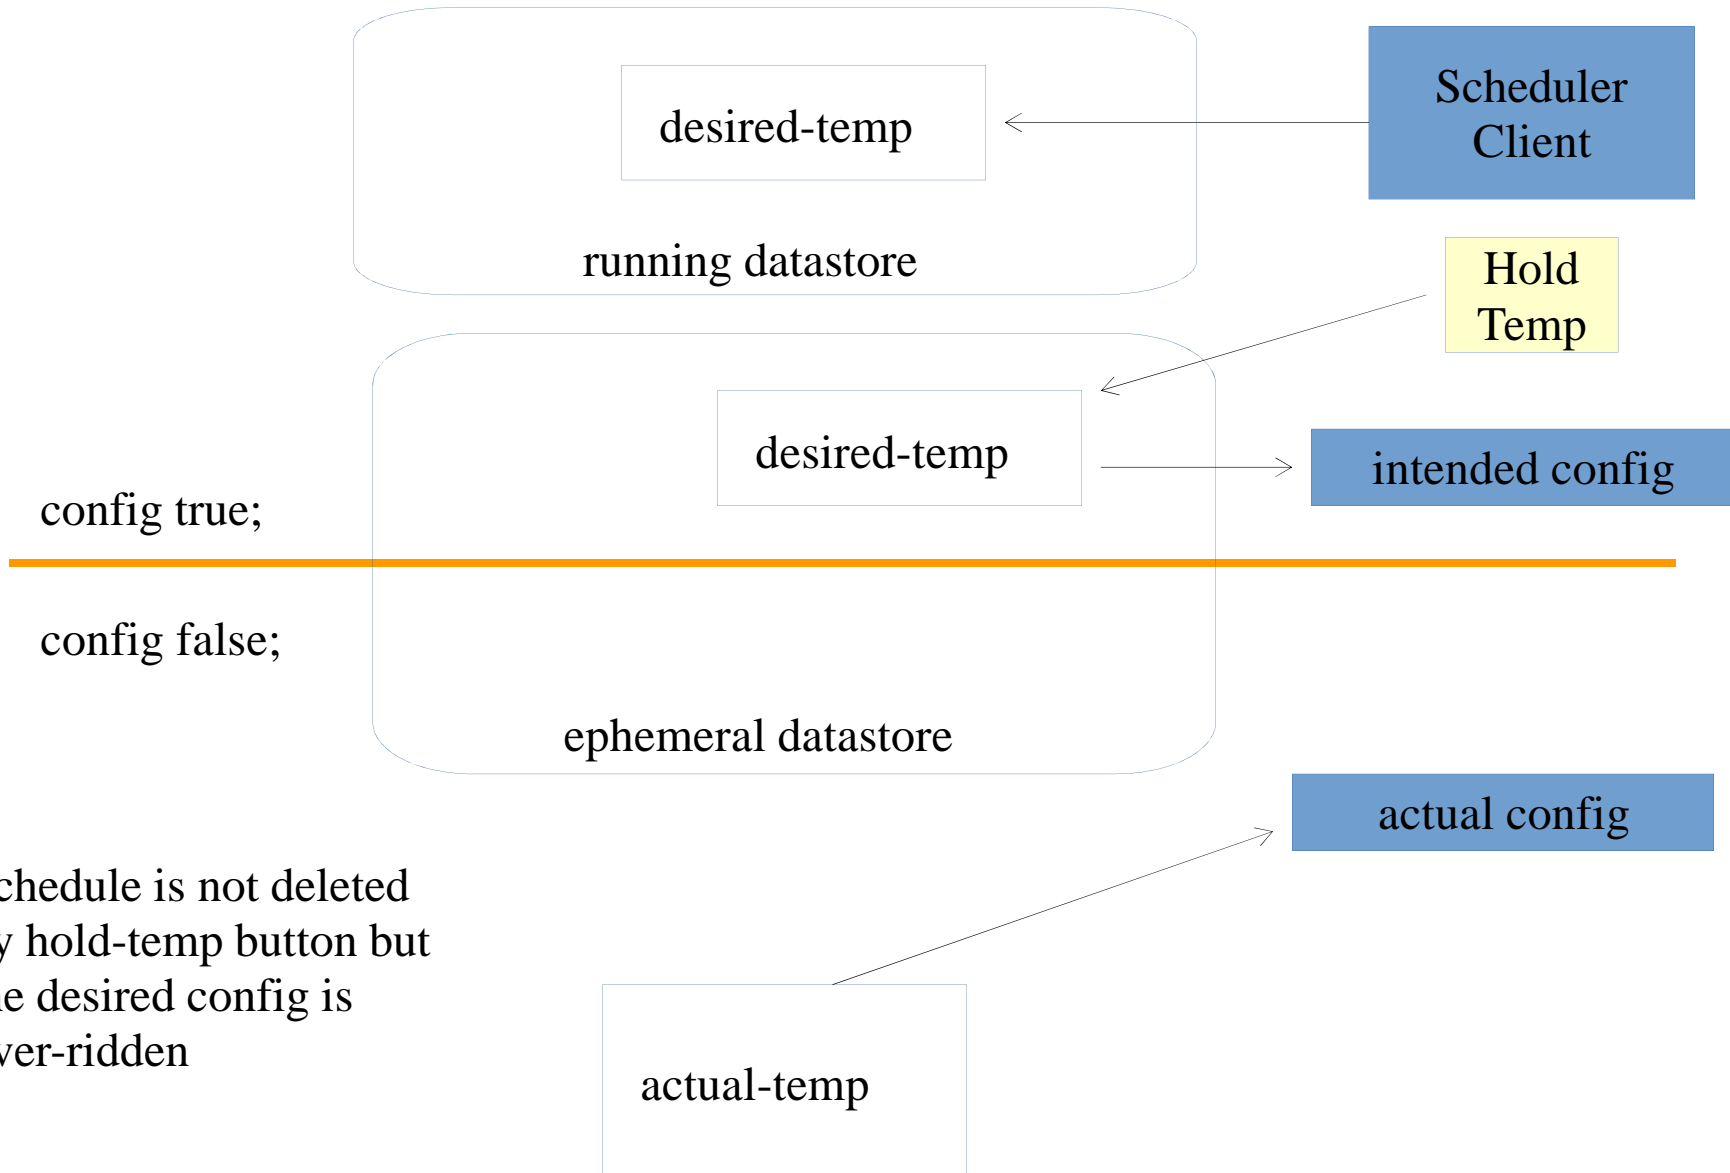 desired-temp
Scheduler
Client
running datastore
Hold
Temp
desired-temp
intended config
config true;
config false;
ephemeral datastore
actual config
chedule is not deleted
y hold-temp button but
e desired config is
ver-ridden
actual-temp